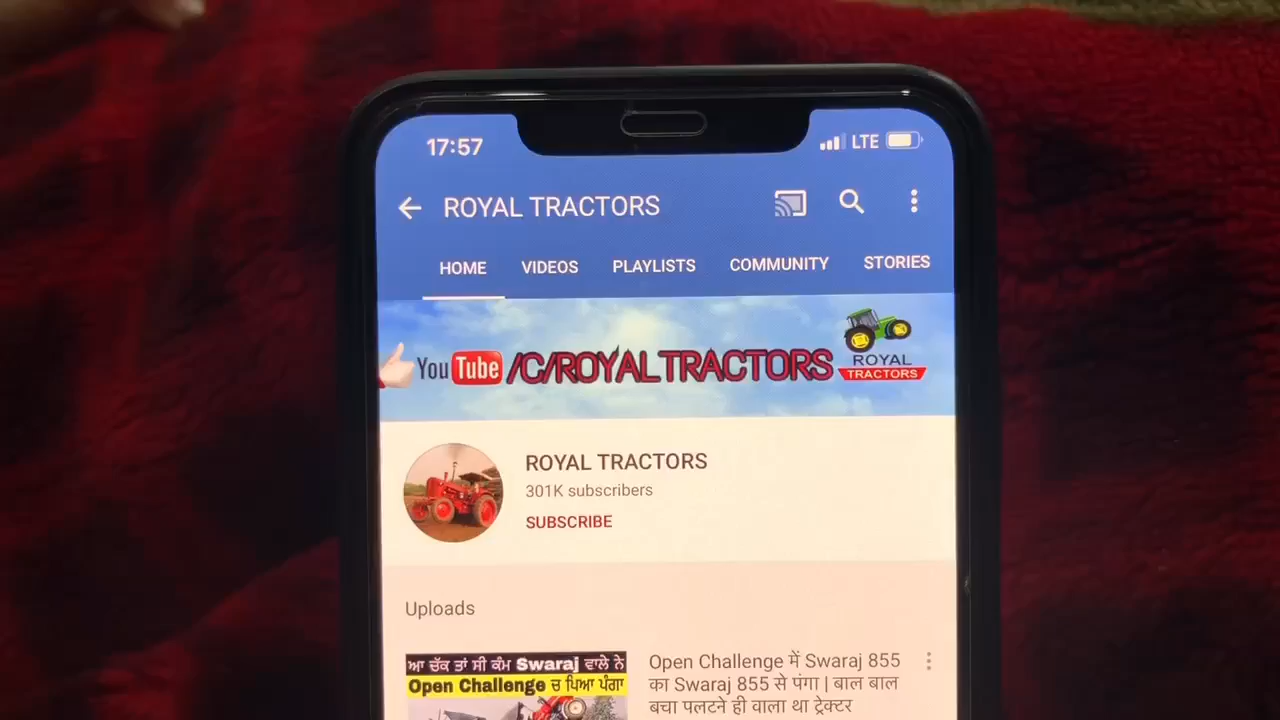 17:57
LTE
ROYAL TRACTORS
HOME VIDEOS PLAYLISTS COMMUNITY STORIES
YouTube /C/ROYALTRACTORS
ROYAL
TRACTORS
ROYAL TRACTORS
301K subscribers
SUBSCRIBE
Uploads
ਆ ਚੱਕ ਤਾਂ ਸੀ ਕੰਮ Swaraj ਵਾਲੇ ਨੇ
Open Challenge ਚ ਪਿਆ ਪੰਗਾ
Open Challenge में Swaraj 855
का Swaraj 855 से पंगा | बाल बाल
बचा पलटने ही वाला था ट्रेक्टर